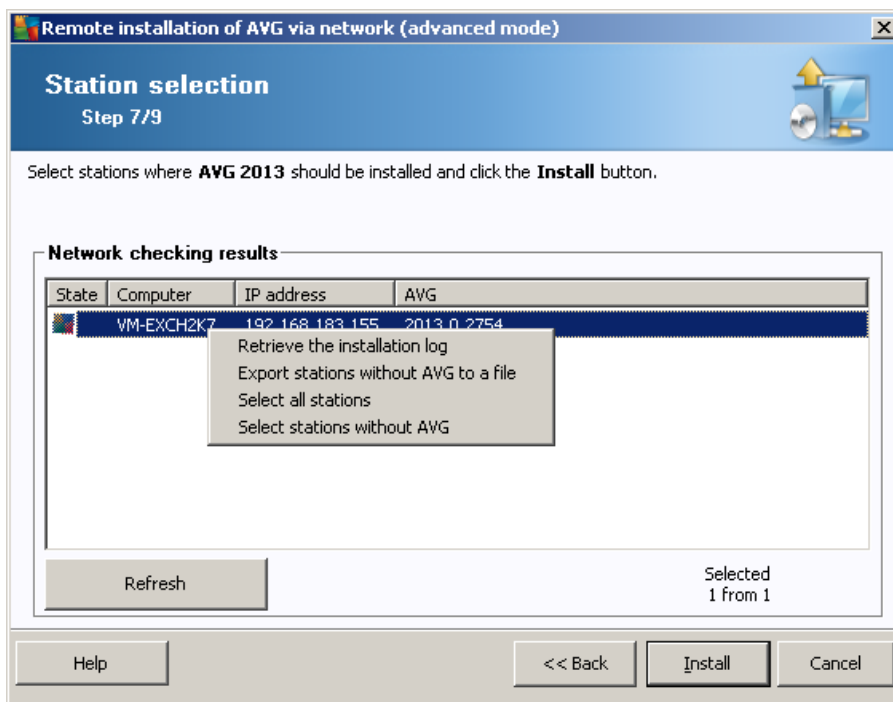 Remote installation of AVG via network (advanced mode)
Station selection
Step 7/9
Select stations where AVG 2013 should be installed and click the Install button.
Network checking results
State Computer IP address AVG
VM-EXCH2K7 192.168.183.155 2013.0.2754
Retrieve the installation log
Export stations without AVG to a file
Select all stations
Select stations without AVG
Refresh
Selected
1 from 1
Help << Back Install Cancel